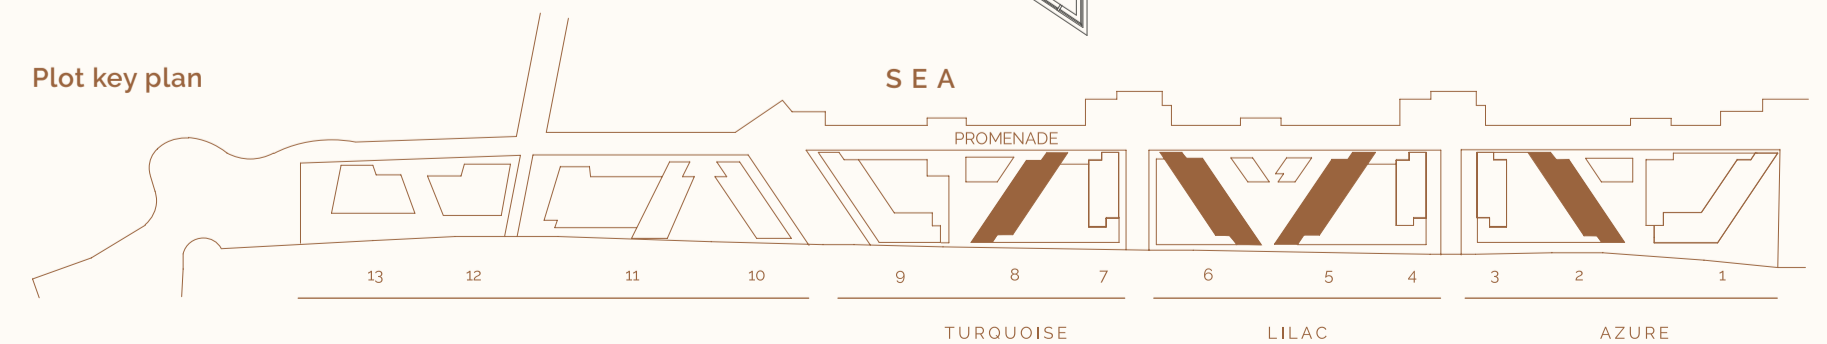 Plot key plan
SEA
PROMENADE
13 12 11 10 9 8 7 6 5 4 3 2 1
TURQUOISE LILAC AZURE